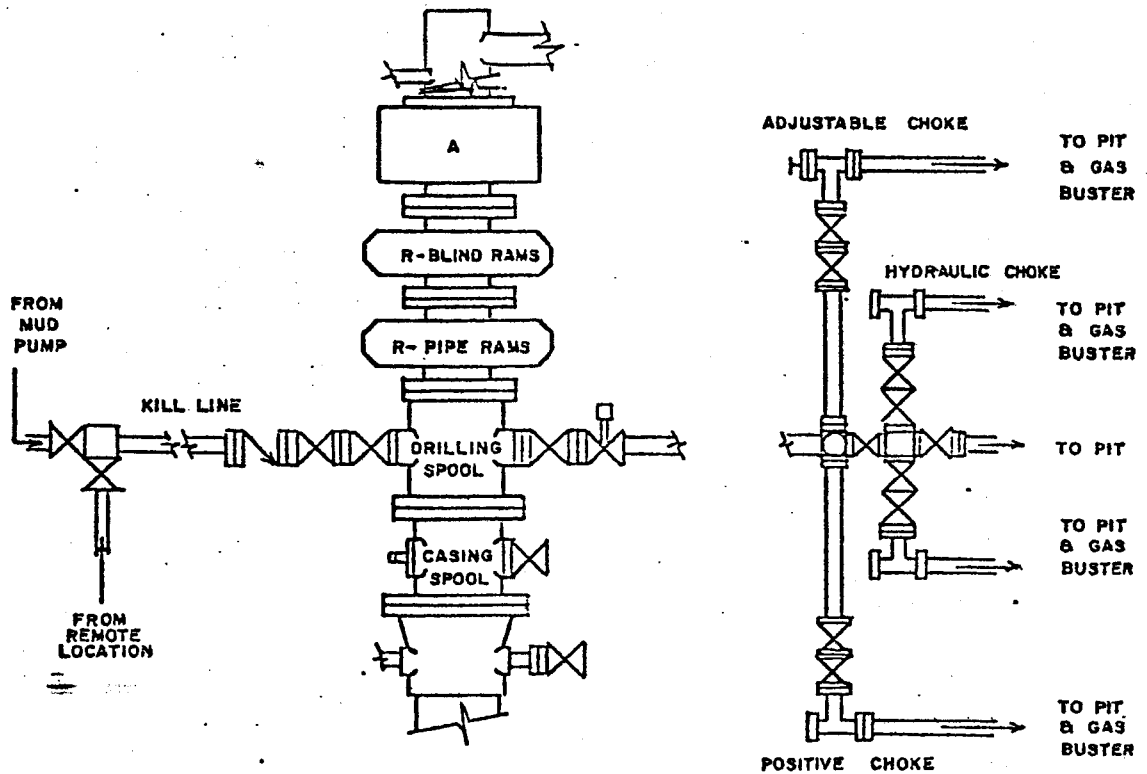 A
R-BLIND RAMS
R- PIPE RAMS
FROM
MUD
PUMP
KILL LINE
DRILLING
SPOOL
CASING
SPOOL
FROM
REMOTE
LOCATION
ADJUSTABLE CHOKE
TO PIT
& GAS
BUSTER
HYDRAULIC CHOKE
TO PIT
& GAS
BUSTER
TO PIT
TO PIT
& GAS
BUSTER
TO PIT
& GAS
BUSTER
POSITIVE CHOKE